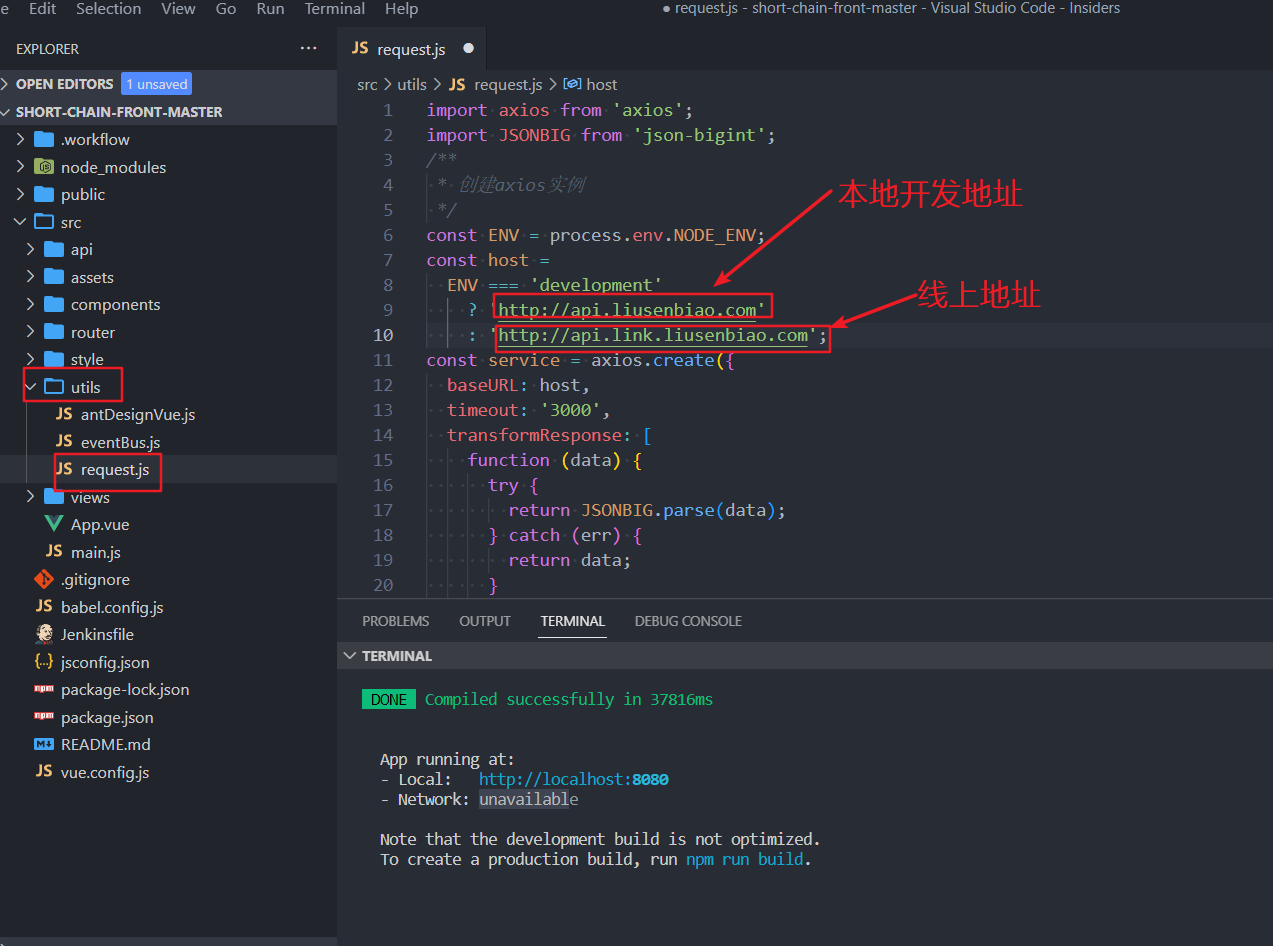 e Edit Selection View Go Run Terminal Help ● request.js - short-chain-front-master - Visual Studio Code - Insiders
EXPLORER ···
JS request.js ●
OPEN EDITORS 1 unsaved
SHORT-CHAIN-FRONT-MASTER
.workflow
node_modules
public
src
api
assets
components
router
style
utils
JS antDesignVue.js
JS eventBus.js
JS request.js
views
App.vue
JS main.js
.gitignore
JS babel.config.js
Jenkinsfile
{..} jsconfig.json
npm package-lock.json
npm package.json
M↓ README.md
JS vue.config.js
src > utils > JS request.js > host
1 import axios from 'axios';
2 import JSONBIG from 'json-bigint';
3 /**
4 * 创建axios实例
5 */
6 const ENV = process.env.NODE_ENV;
7 const host =
8 ENV === 'development'
9 ? 'http://api.liusenbiao.com'
10 : 'http://api.link.liusenbiao.com';
11 const service = axios.create({
12 baseURL: host,
13 timeout: '3000',
14 transformResponse: [
15 function (data) {
16 try {
17 return JSONBIG.parse(data);
18 } catch (err) {
19 return data;
20 }
本地开发地址
线上地址
PROBLEMS OUTPUT TERMINAL DEBUG CONSOLE
TERMINAL
DONE Compiled successfully in 37816ms
App running at:
- Local: http://localhost:8080
- Network: unavailable
Note that the development build is not optimized.
To create a production build, run npm run build.